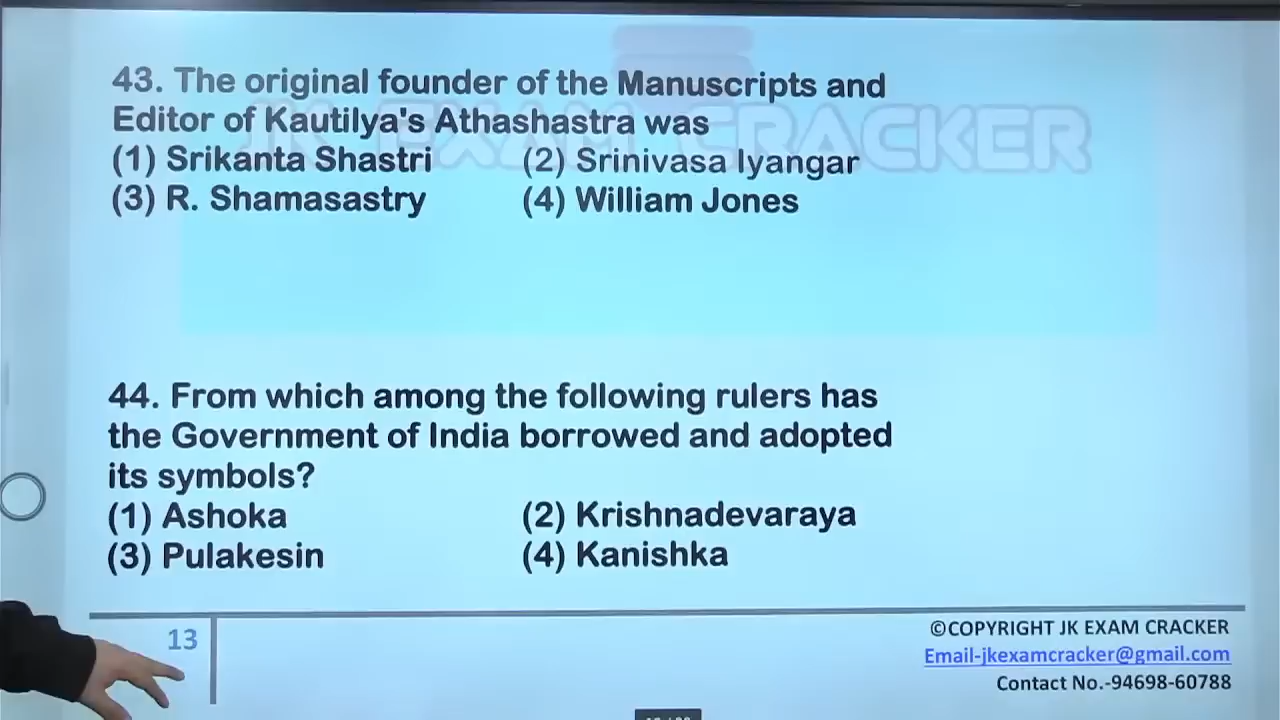 43. The original founder of the Manuscripts and
Editor of Kautilya's Athashastra was
(1) Srikanta Shastri (2) Srinivasa Iyangar
(3) R. Shamasastry (4) William Jones
JK EXAM CRACKER
44. From which among the following rulers has
the Government of India borrowed and adopted
its symbols?
(1) Ashoka (2) Krishnadevaraya
(3) Pulakesin (4) Kanishka
13
©COPYRIGHT JK EXAM CRACKER
Email-jkexamcracker@gmail.com
Contact No.-94698-60788